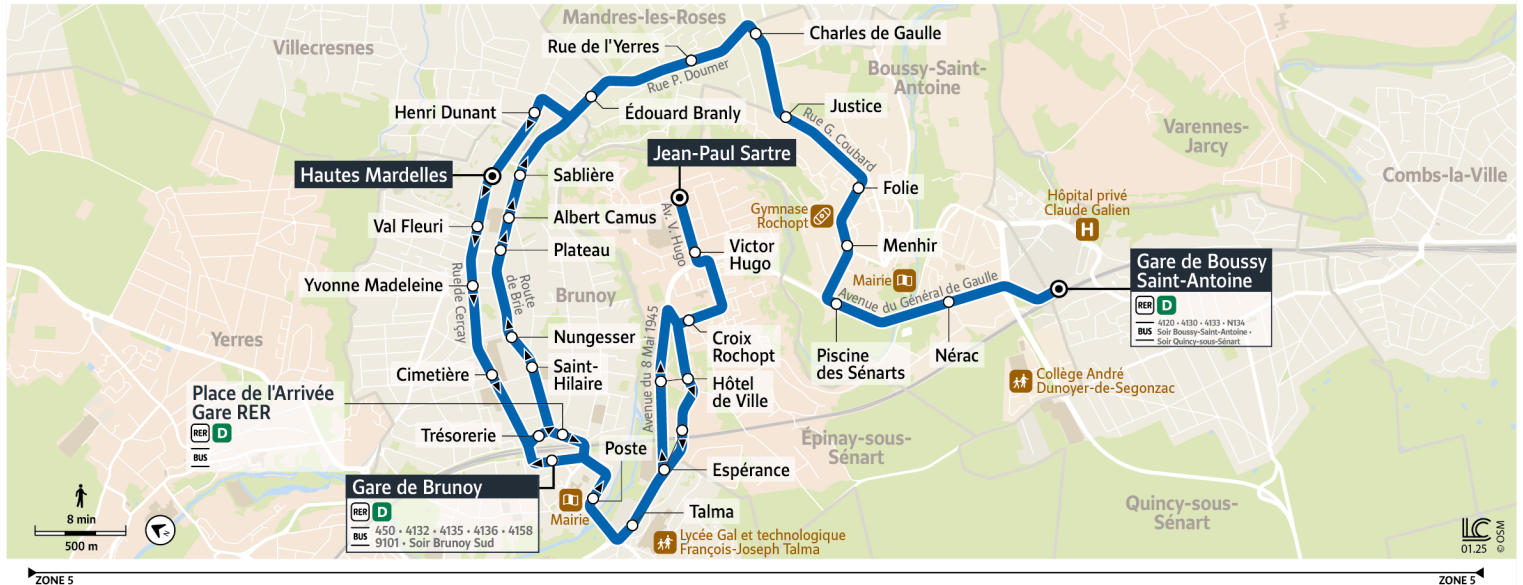 Mandres-les-Roses
Villecresnes
Rue de l'Yerres
Charles de Gaulle
Rue P. Doumer
Boussy-Saint-
Antoine
Henri Dunant
Édouard Branly
Justice
Rue G. Coubard
Varennes-
Jarcy
Jean-Paul Sartre
Hautes Mardelles
Sablière
Combs-la-Ville
Folie
Hôpital privé
Claude Galien
H
Gymnase
Rochopt
Av. V. Hugo
Val Fleuri
Albert Camus
Plateau
Victor
Hugo
Menhir
Mairie
Avenue du Général de Gaulle
Gare de Boussy
Saint-Antoine
RER D
4120 • 4130 • 4133 • N134
BUS Soir Boussy-Saint-Antoine •
Soir Quincy-sous-Sénart
Yvonne Madeleine
Rue de Cerçay
Route
de Brie
Brunoy
Avenue du 8 Mai 1945
Yerres
Nungesser
Croix
Rochopt
Piscine
des Sénarts
Nérac
Cimetière
Saint-
Hilaire
Hôtel
de Ville
Collège André
Dunoyer-de-Segonzac
Place de l'Arrivée
Gare RER
RER D
BUS
Trésorerie
Poste
Épinay-sous-
Sénart
Espérance
Gare de Brunoy
RER D
BUS 450 • 4132 • 4135 • 4136 • 4158
9101 • Soir Brunoy Sud
Mairie
Talma
Lycée Gal et technologique
François-Joseph Talma
Quincy-sous-
Sénart
8 min
500 m
N
LC
01.25
© OSM
ZONE 5
ZONE 5